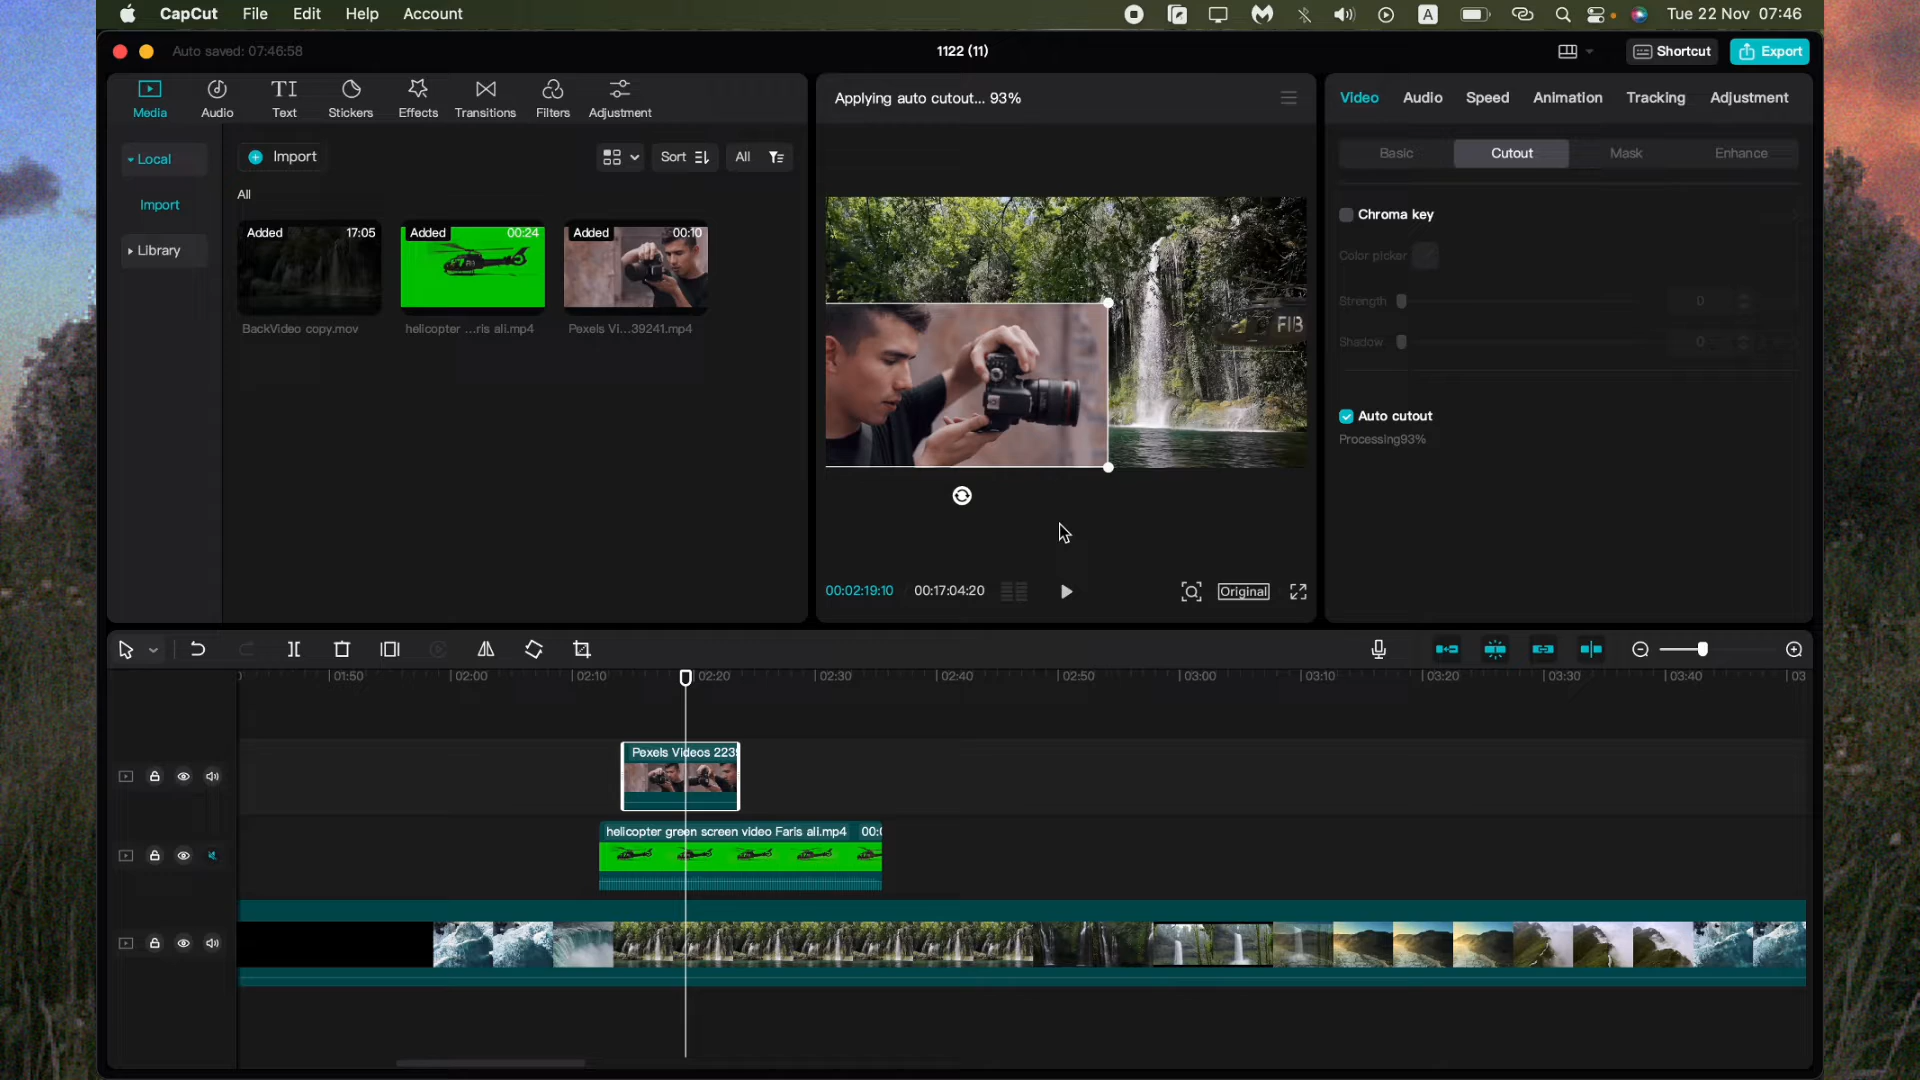 CapCut File Edit Help Account
A Tue 22 Nov 07:46
Auto saved: 07:46:58
1122 (11)
Shortcut
Export
Media
Audio
Text
Stickers
Effects
Transitions
Filters
Adjustment
Local
Import
Library
Import
Sort
All
All
Added 17:05
BackVideo copy.mov
Added 00:24
helicopter ...ris ali.mp4
Added 00:10
Pexels Vi...39241.mp4
Applying auto cutout... 93%
FIB
00:02:19:10
00:17:04:20
Original
Video
Audio
Speed
Animation
Tracking
Adjustment
Basic
Cutout
Mask
Enhance
Chroma key
Color picker
Strength
0
Shadow
0
Auto cutout
Processing93%
01:50
02:00
02:10
02:20
02:30
02:40
02:50
03:00
03:10
03:20
03:30
03:40
03
Pexels Videos 223
helicopter green screen video Faris ali.mp4 00:0